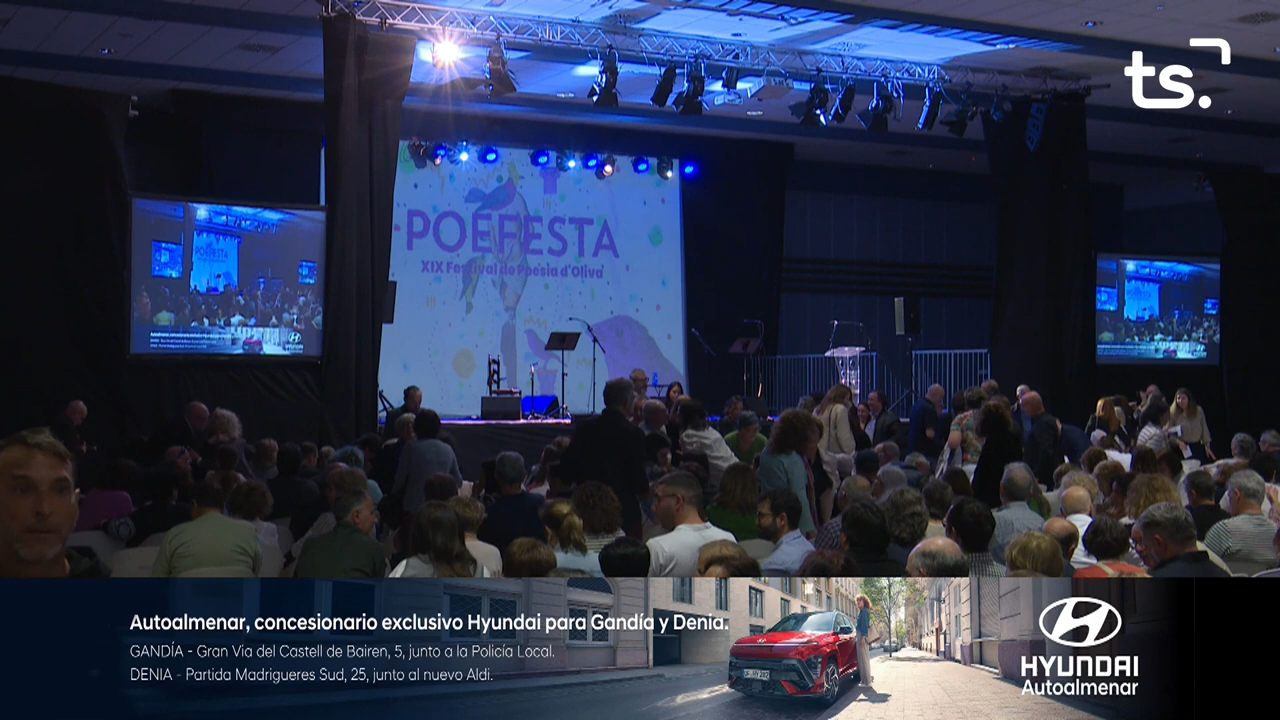 ts.
POEFESTA
XIX Festival de Poesia d'Oliva
POEFESTA
Autoalmenar, concesionario exclusivo Hyundai para Gandía y Denia.
GANDÍA - Gran Via del Castell de Bairen, 5, junto a la Policía Local.
DENIA - Partida Madrigueres Sud, 25, junto al nuevo Aldi.
HYUNDAI
Autoalmenar